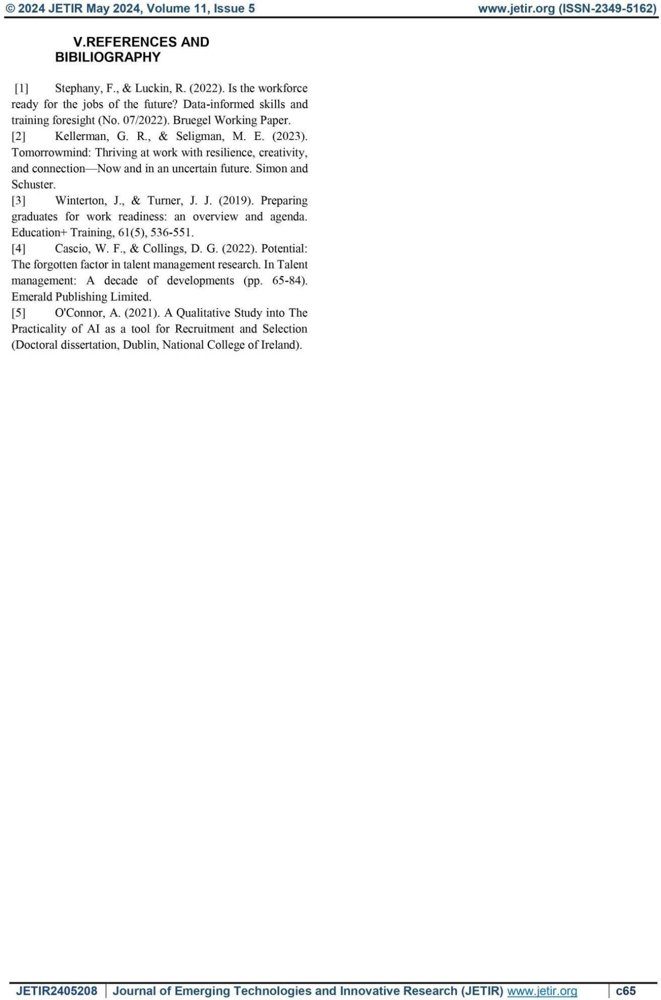 © 2024 JETIR May 2024, Volume 11, Issue 5 www.jetir.org (ISSN-2349-5162)
V.REFERENCES AND
BIBILIOGRAPHY
[1] Stephany, F., & Luckin, R. (2022). Is the workforce
ready for the jobs of the future? Data-informed skills and
training foresight (No. 07/2022). Bruegel Working Paper.
[2] Kellerman, G. R., & Seligman, M. E. (2023).
Tomorrowmind: Thriving at work with resilience, creativity,
and connection—Now and in an uncertain future. Simon and
Schuster.
[3] Winterton, J., & Turner, J. J. (2019). Preparing
graduates for work readiness: an overview and agenda.
Education+ Training, 61(5), 536-551.
[4] Cascio, W. F., & Collings, D. G. (2022). Potential:
The forgotten factor in talent management research. In Talent
management: A decade of developments (pp. 65-84).
Emerald Publishing Limited.
[5] O'Connor, A. (2021). A Qualitative Study into The
Practicality of AI as a tool for Recruitment and Selection
(Doctoral dissertation, Dublin, National College of Ireland).
JETIR2405208 Journal of Emerging Technologies and Innovative Research (JETIR) www.jetir.org c65